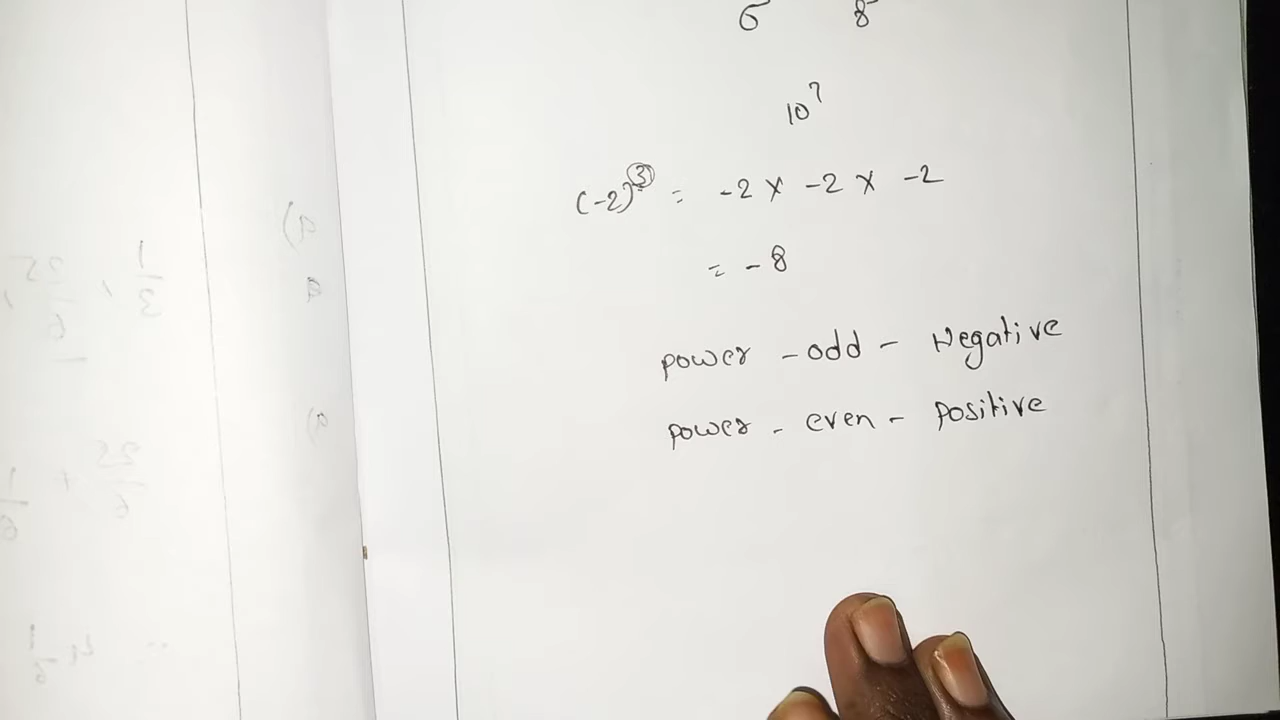 6 8
10⁷
(-2)³ = -2 × -2 × -2
= -8
power - odd - Negative
power - even - positive